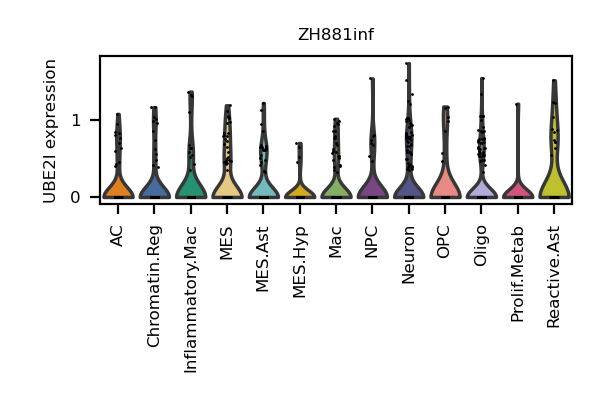 ZH881inf
UBE2I expression
1
0
AC
Chromatin.Reg
Inflammatory.Mac
MES
MES.Ast
MES.Hyp
Mac
NPC
Neuron
OPC
Oligo
Prolif.Metab
Reactive.Ast